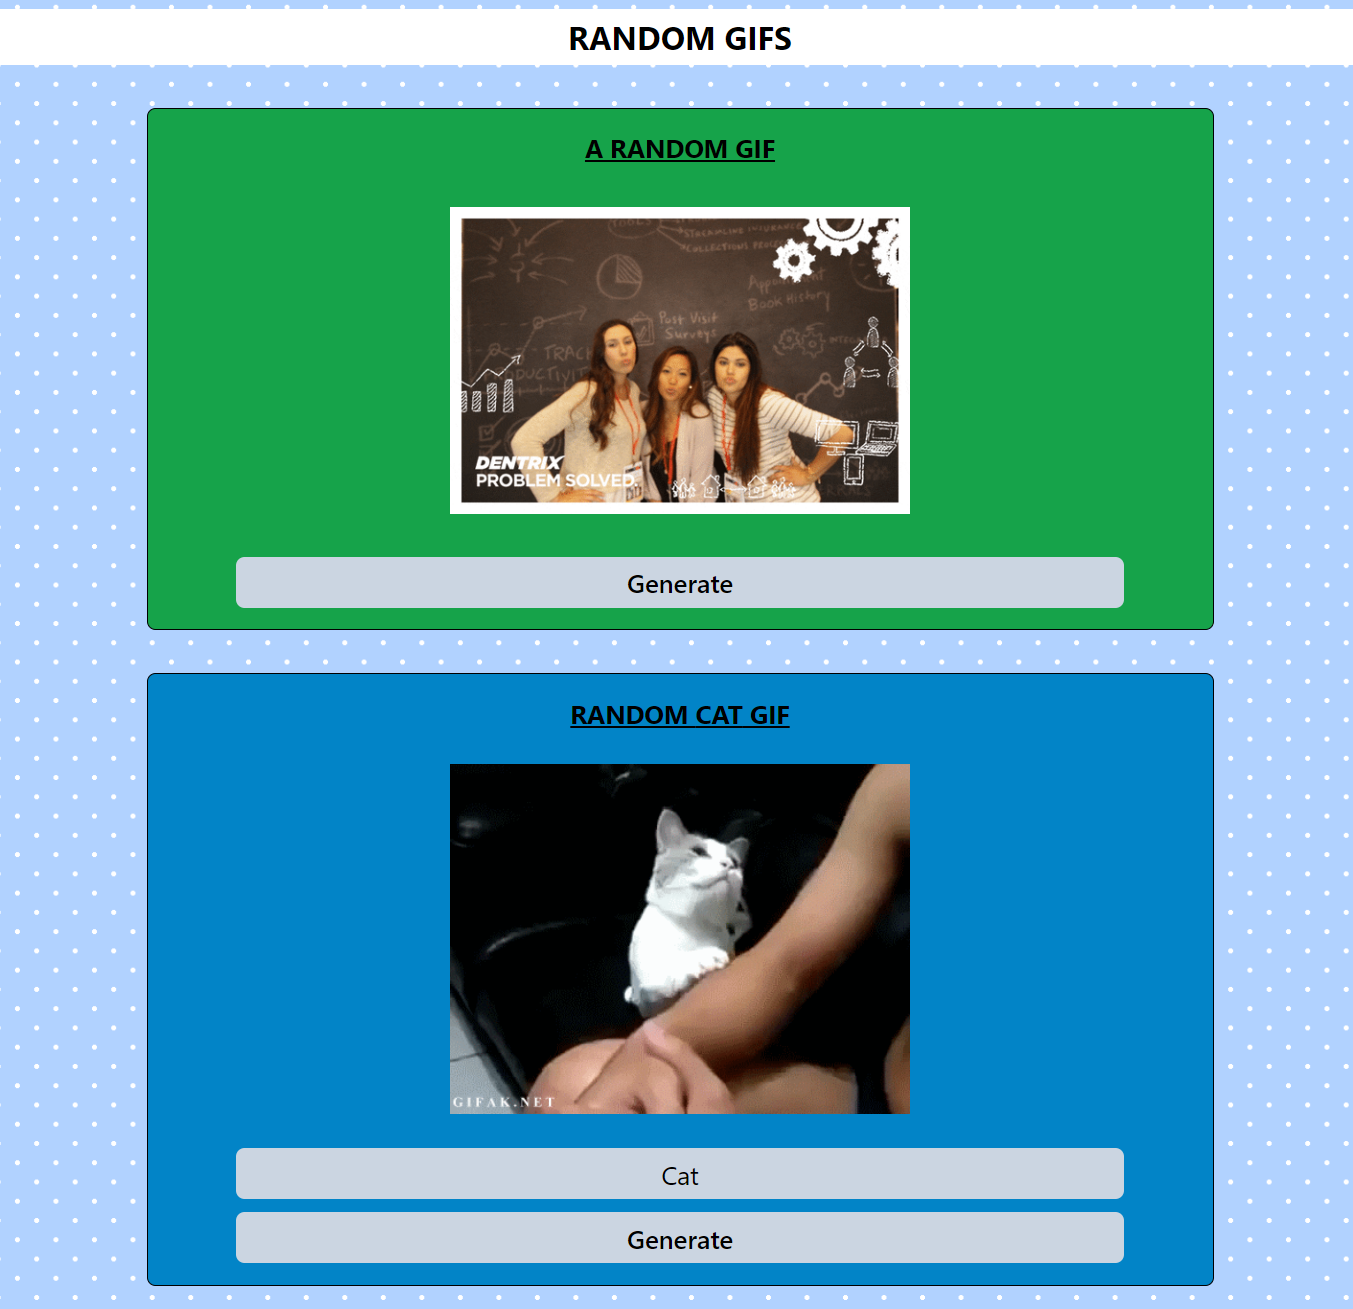 RANDOM GIFS
A RANDOM GIF
STREAMLINE INSURANCE
COLLECTIONS PROCESS
Book History
Post Visit
Surveys
TRACK
PRODUCTIVITY
DENTRIX
PROBLEM SOLVED.
Generate
RANDOM CAT GIF
GIFAK.NET
Cat
Generate